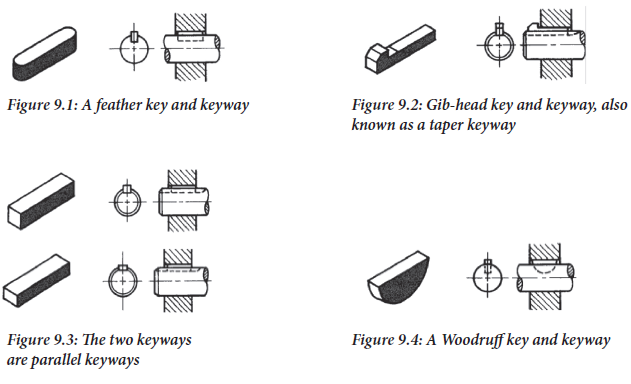 Figure 9.1: A feather key and keyway
Figure 9.2: Gib-head key and keyway, also
known as a taper keyway
Figure 9.3: The two keyways
are parallel keyways
Figure 9.4: A Woodruff key and keyway